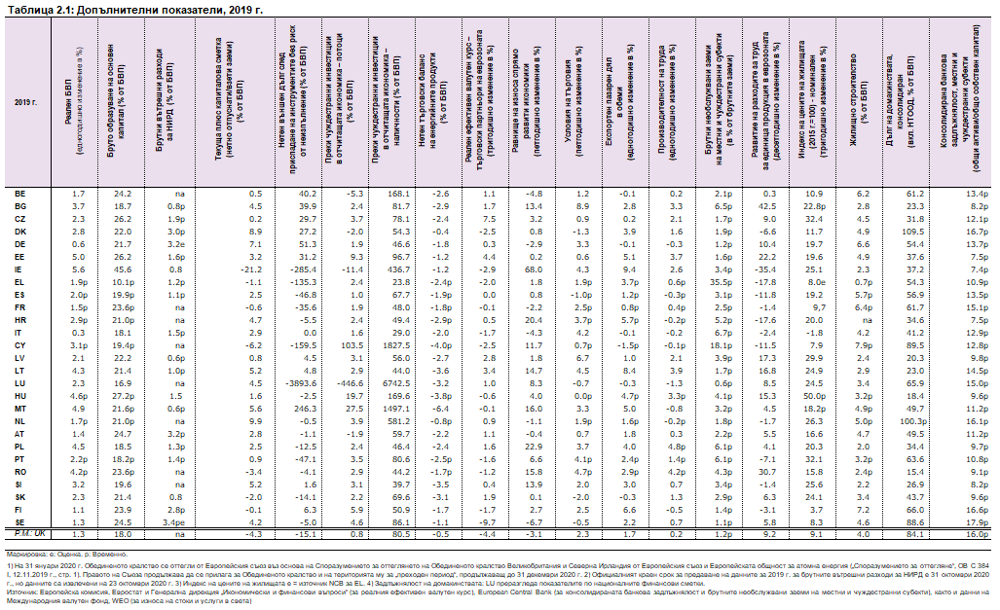 Таблица 2.1: Допълнителни показатели, 2019 г.
2019 г.
Реален БВП
(едногодишно изменение в %)
Бруто образуване на основен
капитал (% от БВП)
Брутни вътрешни разходи
за НИРД (% от БВП)
Текуща плюс капиталова сметка
(нетно отпуснати/взети заеми)
(% от БВП)
Нетен външен дълг след
приспадане на инструментите без риск
от неизпълнение (% от БВП)
Преки чуждестранни инвестиции
в отчитащата икономика – потоци
(% от БВП)
Преки чуждестранни инвестиции
в отчитащата икономика –
наличности (% от БВП)
Нетен търговски баланс
на енергийните продукти
(% от БВП)
Реален ефективен валутен курс –
търговски партньори на еврозоната
(тригодишно изменение в %)
Равнище на износа спрямо
развити икономики
(петгодишно изменение в %)
Условия на търговия
(петгодишно изменение в %)
Експортен пазарен дял
в обеми
(едногодишно изменение в %)
Производителност на труда
(едногодишно изменение в %)
Брутни необслужвани заеми
на местни и чуждестранни субекти
(в % от брутните заеми)
Развитие на разходите за труд
за единица продукция в еврозоната
(десетгодишно изменение в %)
Индекс на цените на жилищата
(2015 г.=100) - номинален
(тригодишно изменение в %)
Жилищно строителство
(% от БВП)
Дълг на домакинствата,
консолидиран
(вкл. НТООД, % от БВП)
Консолидирана банкова
задлъжнялост, местни и
чуждестранни субекти
(общи активи/общо собствен капитал)
BE 1.7 24.2 na 0.5 40.2 -5.3 168.1 -2.6 1.1 -4.8 1.2 -0.1 0.2 2.1p 0.3 10.9 6.2 61.2 13.4p
BG 3.7 18.7 0.8p 4.5 39.9 2.4 81.7 -2.9 1.7 13.4 8.9 2.8 3.3 6.5p 42.5 22.8p 2.8 23.3 8.2p
CZ 2.3 26.2 1.9p 0.2 29.7 3.7 78.1 -2.4 7.5 3.2 0.9 0.2 2.1 1.7p 9.0 32.4 4.5 31.8 12.1p
DK 2.8 22.0 3.0p 8.9 27.2 -2.0 54.3 -0.4 -2.5 0.8 -1.3 3.9 1.6 1.9p -6.6 11.7 4.9 109.5 16.7p
DE 0.6 21.7 3.2e 7.1 51.3 1.9 46.6 -1.8 0.3 -2.9 3.3 -0.1 -0.3 1.2p 10.4 19.7 6.6 54.4 13.7p
EE 5.0 26.2 1.6p 3.2 31.2 9.3 96.7 -1.2 4.4 0.2 0.6 5.1 3.7 1.6p 22.2 19.6 4.9 37.6 7.5p
IE 5.6 45.6 0.8 -21.2 -285.4 -11.4 436.7 -1.2 -2.9 68.0 4.3 9.4 2.6 3.4p -35.4 25.1 2.3 37.2 7.4p
EL 1.9p 10.1p 1.2p -1.1 -135.3 2.4 23.8 -2.4p -2.0 1.8 1.9p 3.7p 0.6p 35.5p -17.8 8.0e 0.7p 54.3 10.9p
ES 2.0p 19.9p 1.1p 2.5 -46.8 1.0 67.7 -1.9p 0.0 0.8 -1.0p 1.2p -0.3p 3.1p -11.8 19.2 5.7p 56.9 13.5p
FR 1.5p 23.6p na -0.6 -35.6 1.9 48.0 -1.8p -0.1 -2.2 2.5p 0.8p 0.4p 2.5p -1.4 9,7 6.4p 61.7 15.1p
HR 2.9p 21.0p na 4.7 -5.5 2.4 49.4 -2.9p 0.5 20.4 3.7p 5.7p -0.2p 5.2p -17.6 20.0 na 34.6 7.5p
IT 0.3 18.1 1.5p 2.9 0.0 1.6 29.0 -2.0 -1.7 -4.3 4.2 -0.1 -0.2 6.7p -2.4 -1.8 4.2 41.2 12.9p
CY 3.1p 19.4p na -6.2 -159.5 103.5 1827.5 -4.0p -2.5 11.7 0.7p -1.5p -0.1p 18.1p -11.5 7.9 7.9p 89.5 12.8p
LV 2.1 22.2 0.6p 0.8 4.5 3.1 56.0 -2.7 2.8 1.8 6.7 1.0 2.1 3.9p 17.3 29.9 2.4 20.3 9.8p
LT 4.3 21.4 1.0p 5.2 4.8 2.9 44.0 -3.6 3.4 14.7 4.5 8.4 3.9 1.7p 16.8 24.9 2.9 23.0 14.5p
LU 2.3 16.9 na 4.5 -3893.6 -446.6 6742.5 -3.2 1.0 8.3 -0.7 -0.3 -1.3 0.6p 8.5 24.5 3.4 65.9 15.0p
HU 4.6p 27.2p 1.5 1.6 -2.5 19.7 169.6 -3.8p -0.6 4.0 0.0p 4.7p 3.3p 4.1p 15.3 50.0p 3.2p 18.4 9.6p
MT 4.9 21.6p 0.6p 5.6 246.3 27.5 1497.1 -6.4 -0.1 16.0 3.3 5.0 -0.8 3.2p 4.5 18.2p 4.9p 49.7 11.2p
NL 1.7p 21.0p na 9.9 -0.5 3.9 581.2 -0.8p 0.9 -1.1 1.9p 1.6p -0.2p 1.8p -1.7 26.3 5.0p 100.3p 16.1p
AT 1.4 24.7 3.2p 2.8 -1.1 -1.9 59.7 -2.2 1.1 -0.4 0.7 1.8 0.3 2.2p 5.5 16.6 4.7 49.5 11.2p
PL 4.5 18.5 1.3p 2.5 -12.5 2.4 46.4 -2.4 1.6 22.9 3.7 4.0 4.8p 6.1p 4.1 20.3 2.0 34.4 9.7p
PT 2.2p 18.2p 1.4p 0.9 -47.1 3.5 80.6 -2.5p -1.6 6.6 4.1p 2.4p 1.4p 6.1p -7.1 32.1 3.2p 63.6 10.8p
RO 4.2p 23.6p na -3.4 -4.1 2.9 44.2 -1.7p -1.2 15.8 4.7p 2.9p 4.2p 4.3p 30.7 15.8 2.4p 15.4 9.1p
SI 3.2 19.6 na 5.2 1.6 3.1 39.7 -3.5 0.4 13.9 2.0 3.0 0.7 3.4p -1.4 25.6 2.2 26.9 8.2p
SK 2.3 21.4 0.8 -2.0 -14.1 2.2 69.6 -3.1 1.9 0.1 -2.0 -0.3 1.3 2.9p 6.3 24.1 3.4 43.7 9.6p
FI 1.1 23.9 2.8p -0.1 6.3 5.9 50.9 -1.7 -1.7 2.7 2.5 6.6 -0.5 1.4p -3.1 3.7 7.2 66.0 16.6p
SE 1.3 24.5 3.4pe 4.2 -5.0 4.6 86.1 -1.1 -9.7 -6.7 -0.5 2.2 0.7 1.1p 5.8 8.3 4.6 88.6 17.9p
P.M.: UK 1.3 18.0 na -4.3 -15.1 0.8 80.5 -0.5 -4.4 -3.1 2.3 1.7 0.2 1.2p 9.2 9.1 4.0 84.1 16.0p
Маркировка: e: Оценка. p: Временно.
1) На 31 януари 2020 г. Обединеното кралство се оттегли от Европейския съюз въз основа на Споразумението за оттеглянето на Обединеното кралство Великобритания и Северна Ирландия от Европейския съюз и Европейската общност за атомна енергия („Споразумението за оттегляне", ОВ C 384
I, 12.11.2019 г., стр. 1). Правото на Съюза продължава да се прилага за Обединеното кралство и на територията му за „преходен период", продължаващ до 31 декември 2020 г. 2) Официалният краен срок за предаване на данните за 2019 г. за брутните вътрешни разходи за НИРД е 31 октомври 2020
г., но данните са извлечени на 23 октомври 2020 г. 3) Индекс на цените на жилищата e = източник NCB за EL. 4) Задлъжнялост на домакинствата: LU преразгледа показателите по националните финансови сметки.
Източник: Европейска комисия, Евростат и Генерална дирекция „Икономически и финансови въпроси" (за реалния ефективен валутен курс), European Central Bank (за консолидираната банкова задлъжнялост и брутните необслужвани заеми на местни и чуждестранни субекти), както и данни на
Международния валутен фонд, WEO (за износа на стоки и услуги в света)